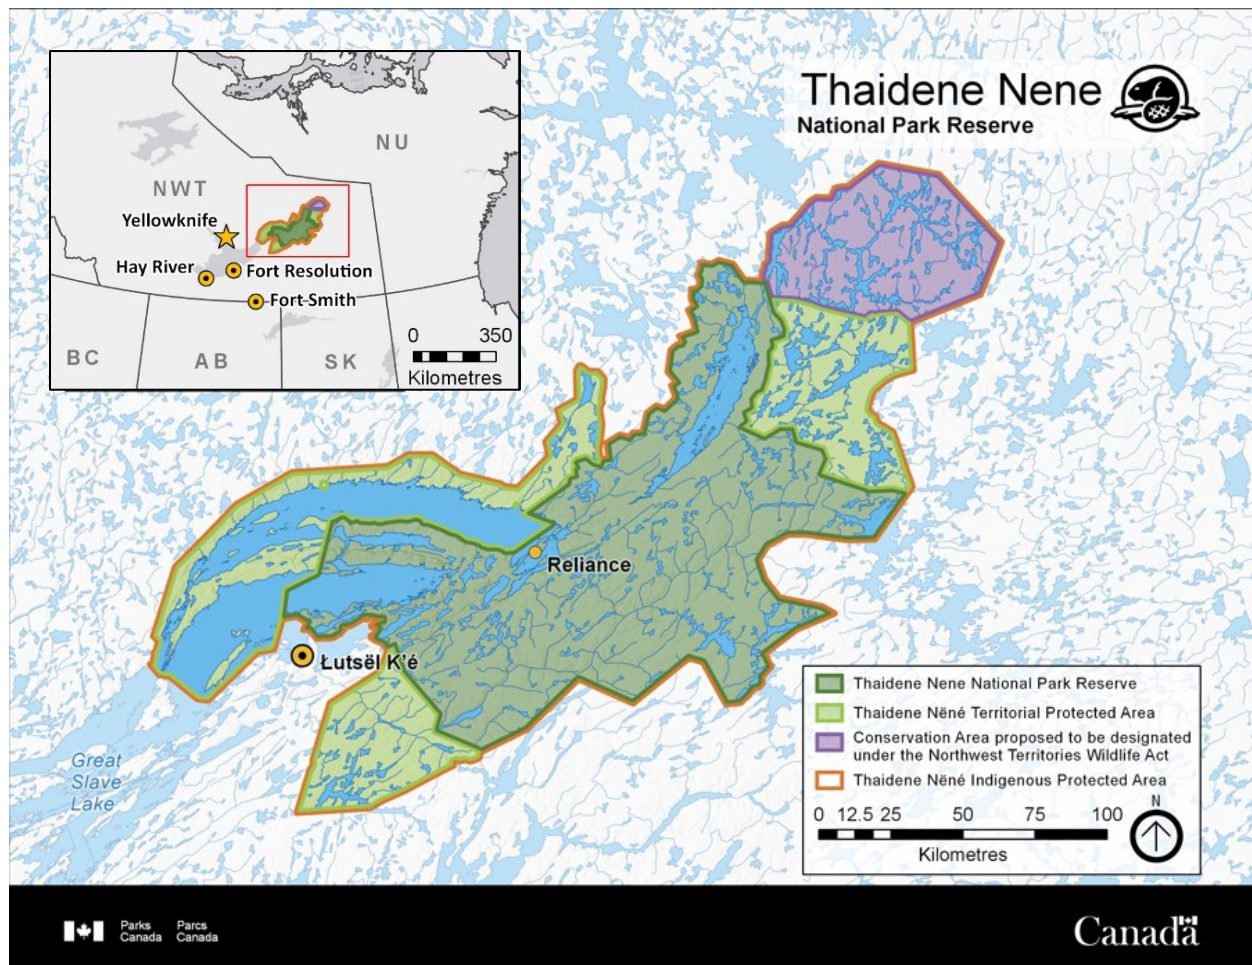 Thaidene Nene
National Park Reserve
NU
NWT
Yellowknife
Hay River
Fort Resolution
Fort Smith
BC
AB
SK
0 350
Kilometres
Reliance
Łutsël K'é
Great
Slave
Lake
Thaidene Nene National Park Reserve
Thaidene Nëné Territorial Protected Area
Conservation Area proposed to be designated
under the Northwest Territories Wildlife Act
Thaidene Nëné Indigenous Protected Area
0 12.5 25 50 75 100
Kilometres
N
Parks
Canada
Parcs
Canada
Canada